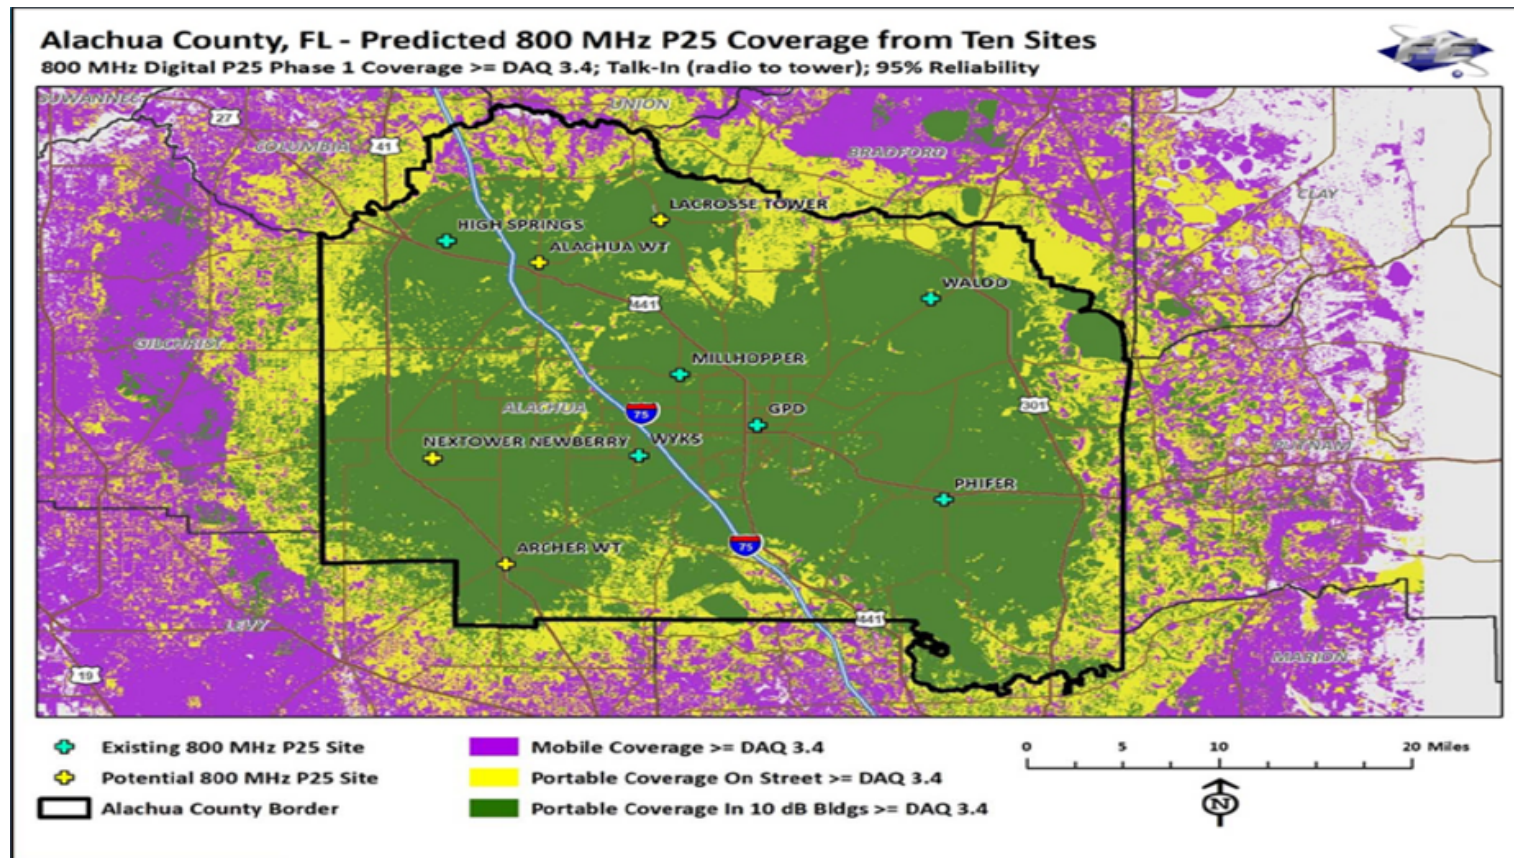 Alachua County, FL - Predicted 800 MHz P25 Coverage from Ten Sites
800 MHz Digital P25 Phase 1 Coverage >= DAQ 3.4; Talk-In (radio to tower); 95% Reliability
SUWANNEE
UNION
27
COLUMBIA
41
BRADFORD
CLAY
LACROSSE TOWER
HIGH SPRINGS
ALACHUA WT
WALDO
441
GILCHRIST
MILLHOPPER
ALACHUA
75
GPD
301
NEXTOWER NEWBERRY
WYKS
PUTNAM
PHIFER
ARCHER WT
75
LEVY
441
MARION
19
Existing 800 MHz P25 Site
Potential 800 MHz P25 Site
Alachua County Border
Mobile Coverage >= DAQ 3.4
Portable Coverage On Street >= DAQ 3.4
Portable Coverage In 10 dB Bldgs >= DAQ 3.4
0 5 10 20 Miles
N